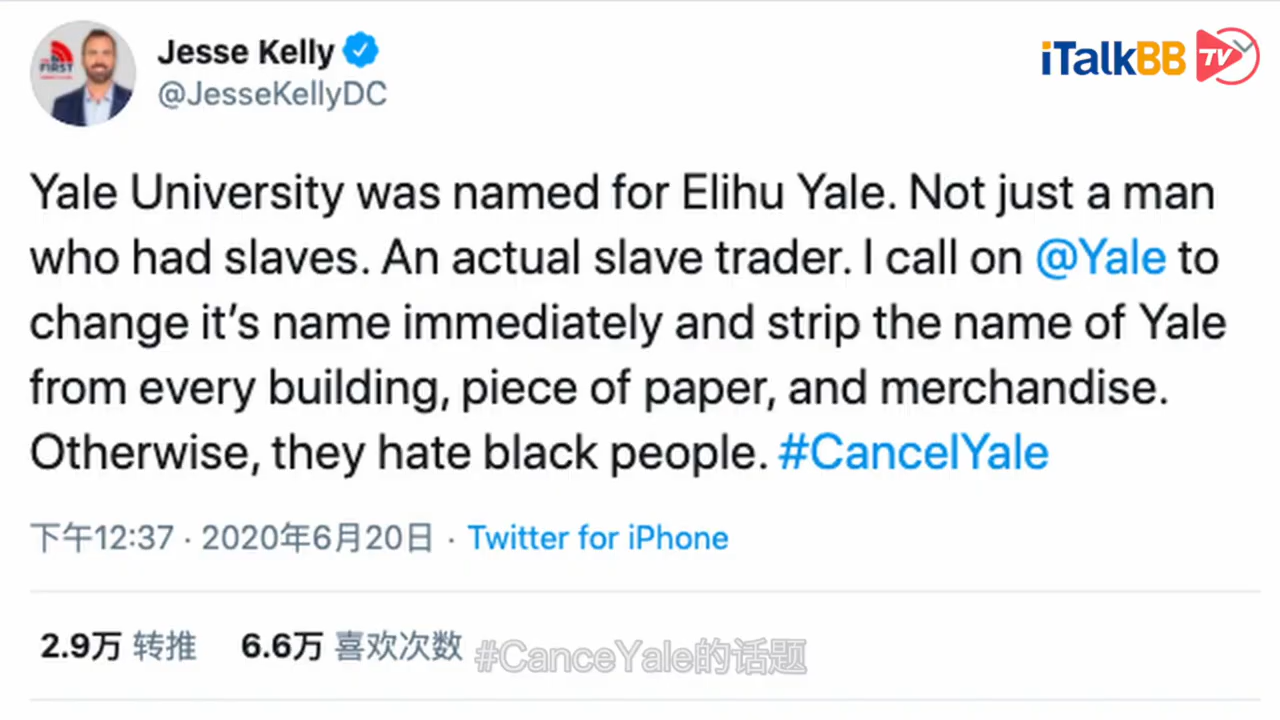 Jesse Kelly
@JesseKellyDC
iTalkBB TV
FIRST
Yale University was named for Elihu Yale. Not just a man
who had slaves. An actual slave trader. I call on @Yale to
change it’s name immediately and strip the name of Yale
from every building, piece of paper, and merchandise.
Otherwise, they hate black people. #CancelYale
下午12:37 · 2020年6月20日 · Twitter for iPhone
2.9万 转推 6.6万 喜欢次数
#CanceYale的话题